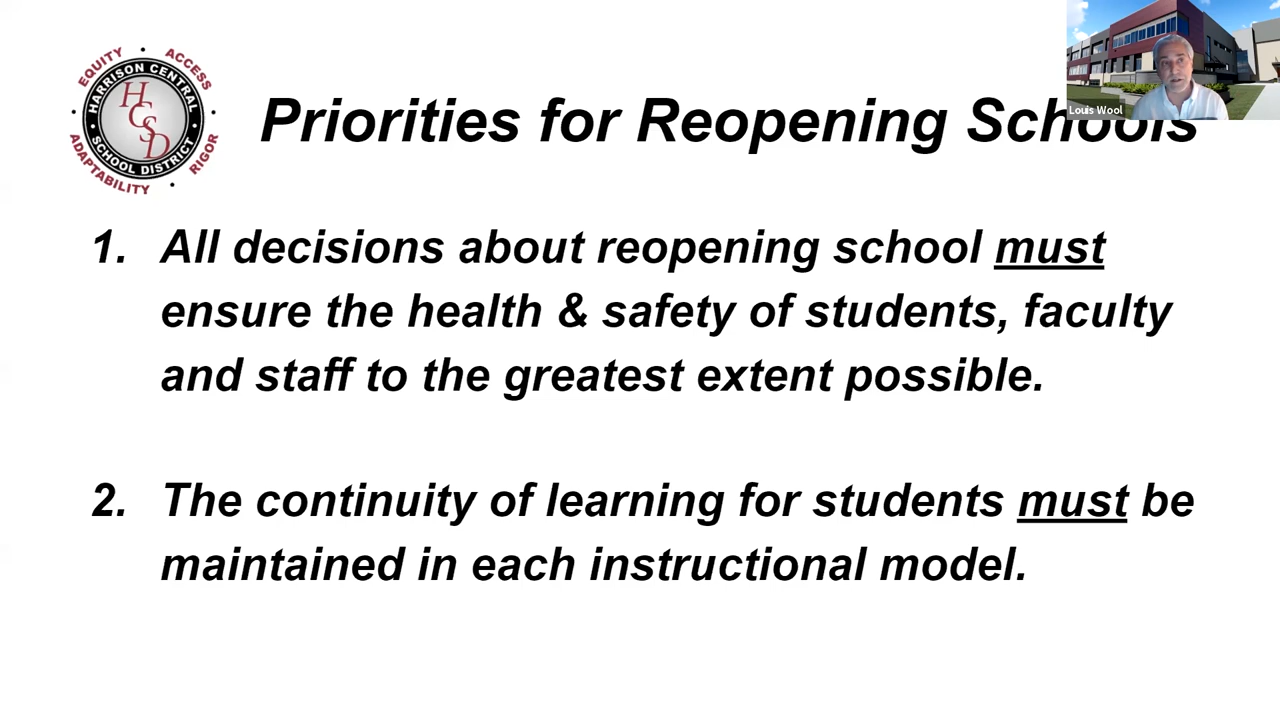 EQUITY • ACCESS
HARRISON CENTRAL
HCSD
SCHOOL DISTRICT
ADAPTABILITY • RIGOR
Louis Wool
Priorities for Reopening Schools
1. All decisions about reopening school must
ensure the health & safety of students, faculty
and staff to the greatest extent possible.
2. The continuity of learning for students must be
maintained in each instructional model.